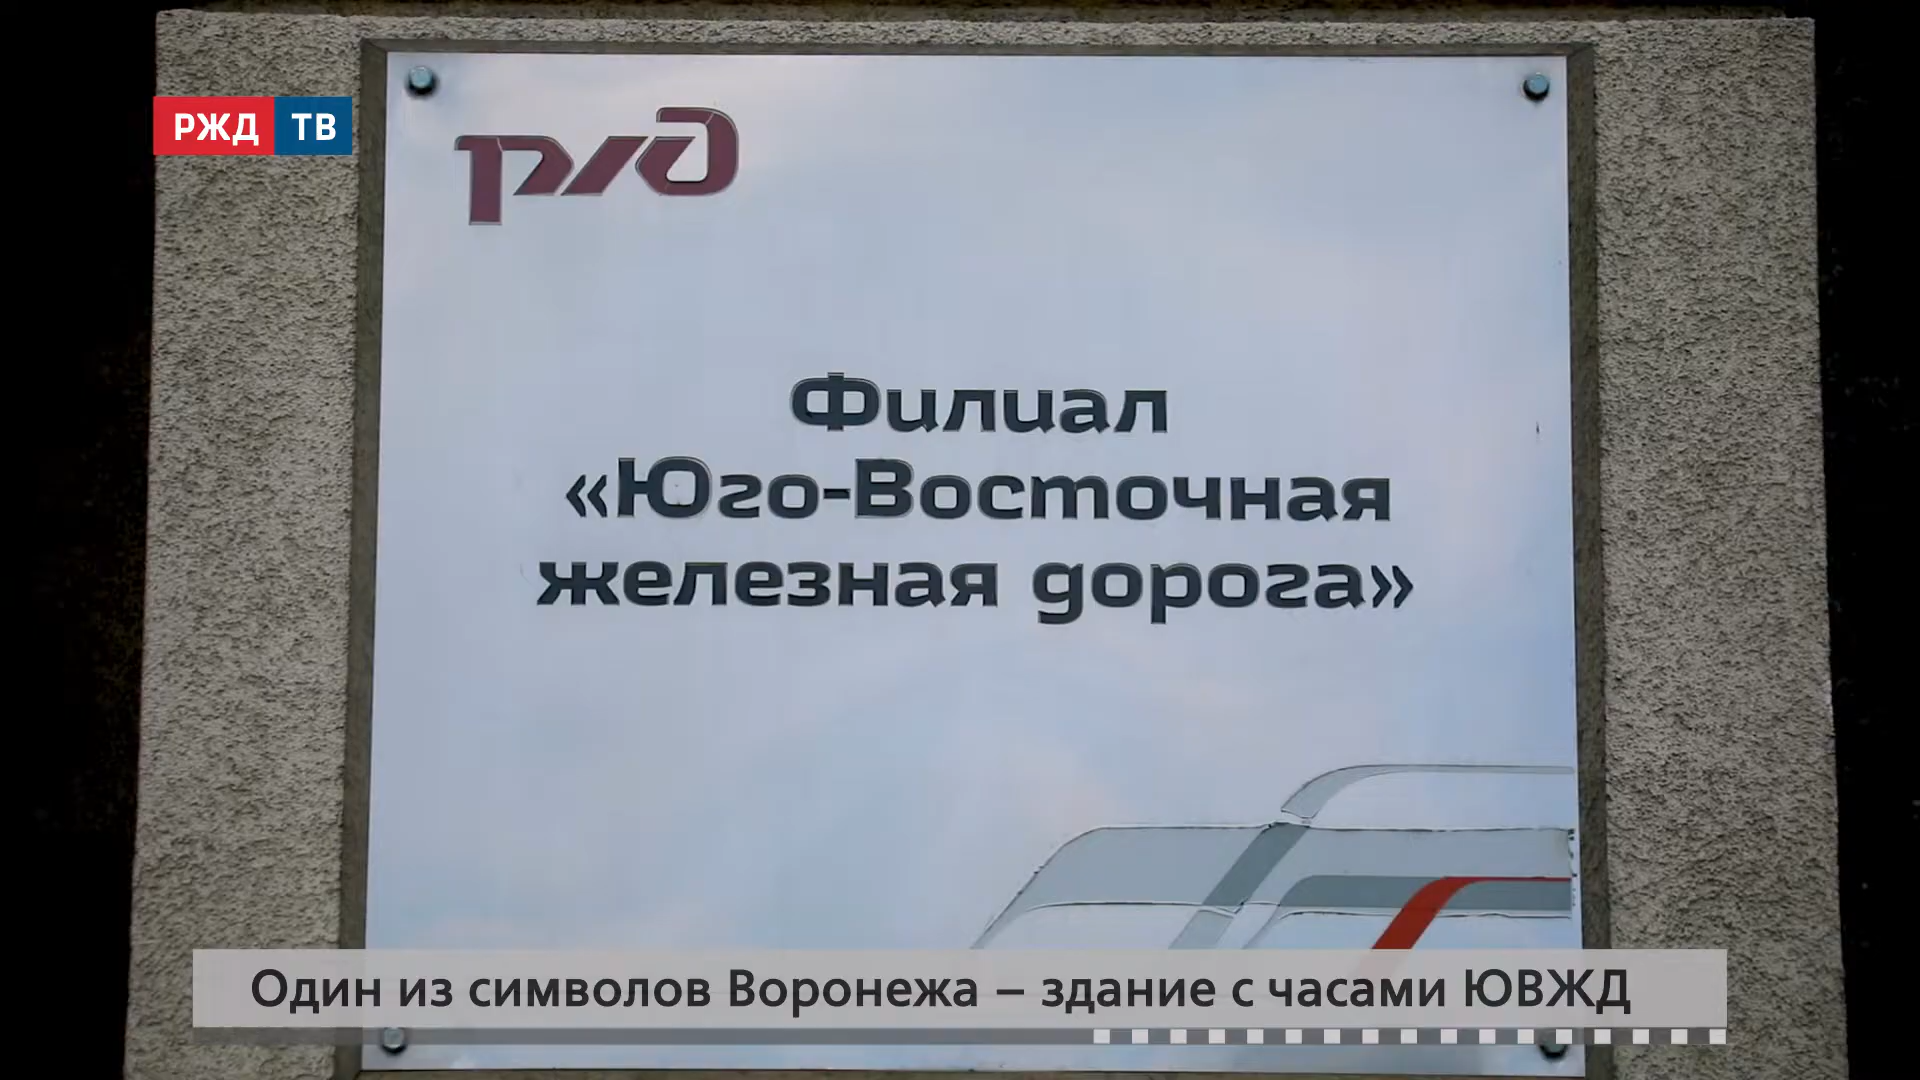 РЖД ТВ
ржд
Филиал
«Юго-Восточная
железная дорога»
Один из символов Воронежа – здание с часами ЮВЖД